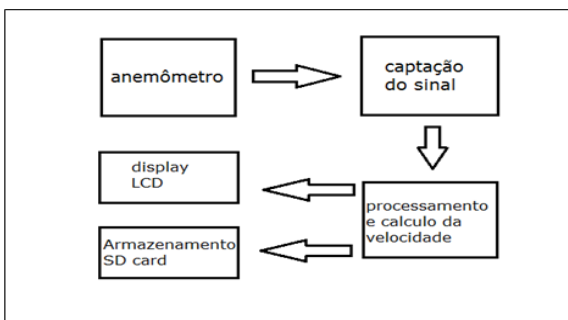 anemômetro
captação
do sinal
display
LCD
processamento
e calculo da
velocidade
Armazenamento
SD card